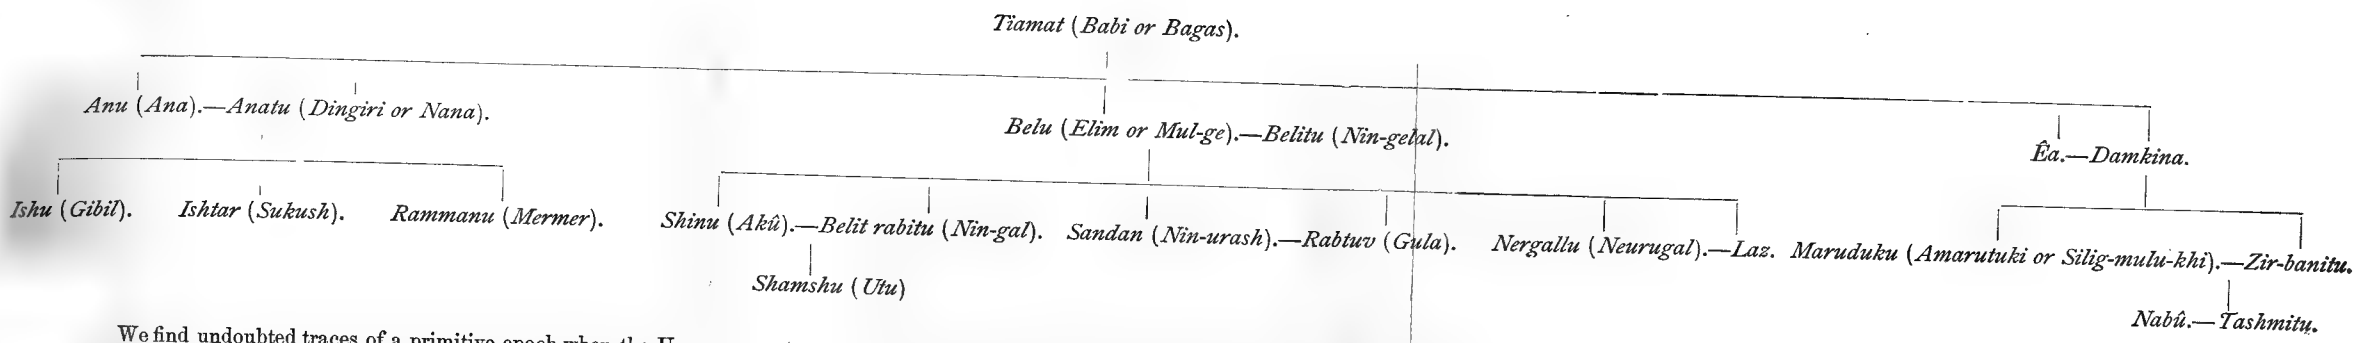 Tiamat (Babi or Bagas).
Anu (Ana).—Anatu (Dingiri or Nana).
Belu (Elim or Mul-ge).—Belitu (Nin-gelal).
Êa.—Damkina.
Ishu (Gibil). Ishtar (Sukush). Rammanu (Mermer).
Shinu (Akû).—Belit rabitu (Nin-gal). Sandan (Nin-urash).—Rabtuv (Gula). Nergallu (Neurugal).—Laz. Maruduku (Amarutuki or Silig-mulu-khi).—Zir-banitu.
Shamshu (Utu)
Nabû.—Tashmitu.
We find undoubted traces of a primitive epoch when the